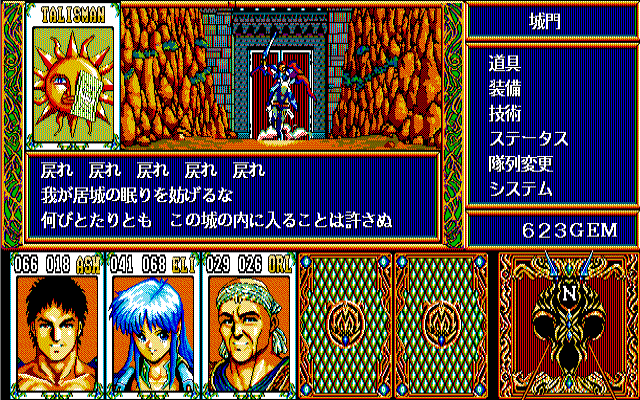 TALISMAN
城門
道具
装備
技術
ステータス
隊列変更
システム
戻れ 戻れ 戻れ 戻れ 戻れ
我が居城の眠りを妨げるな
何びとたりとも この城の内に入ることは許さぬ
623GEM
066 018 ASH
041 068 ELI
029 026 ORL
N